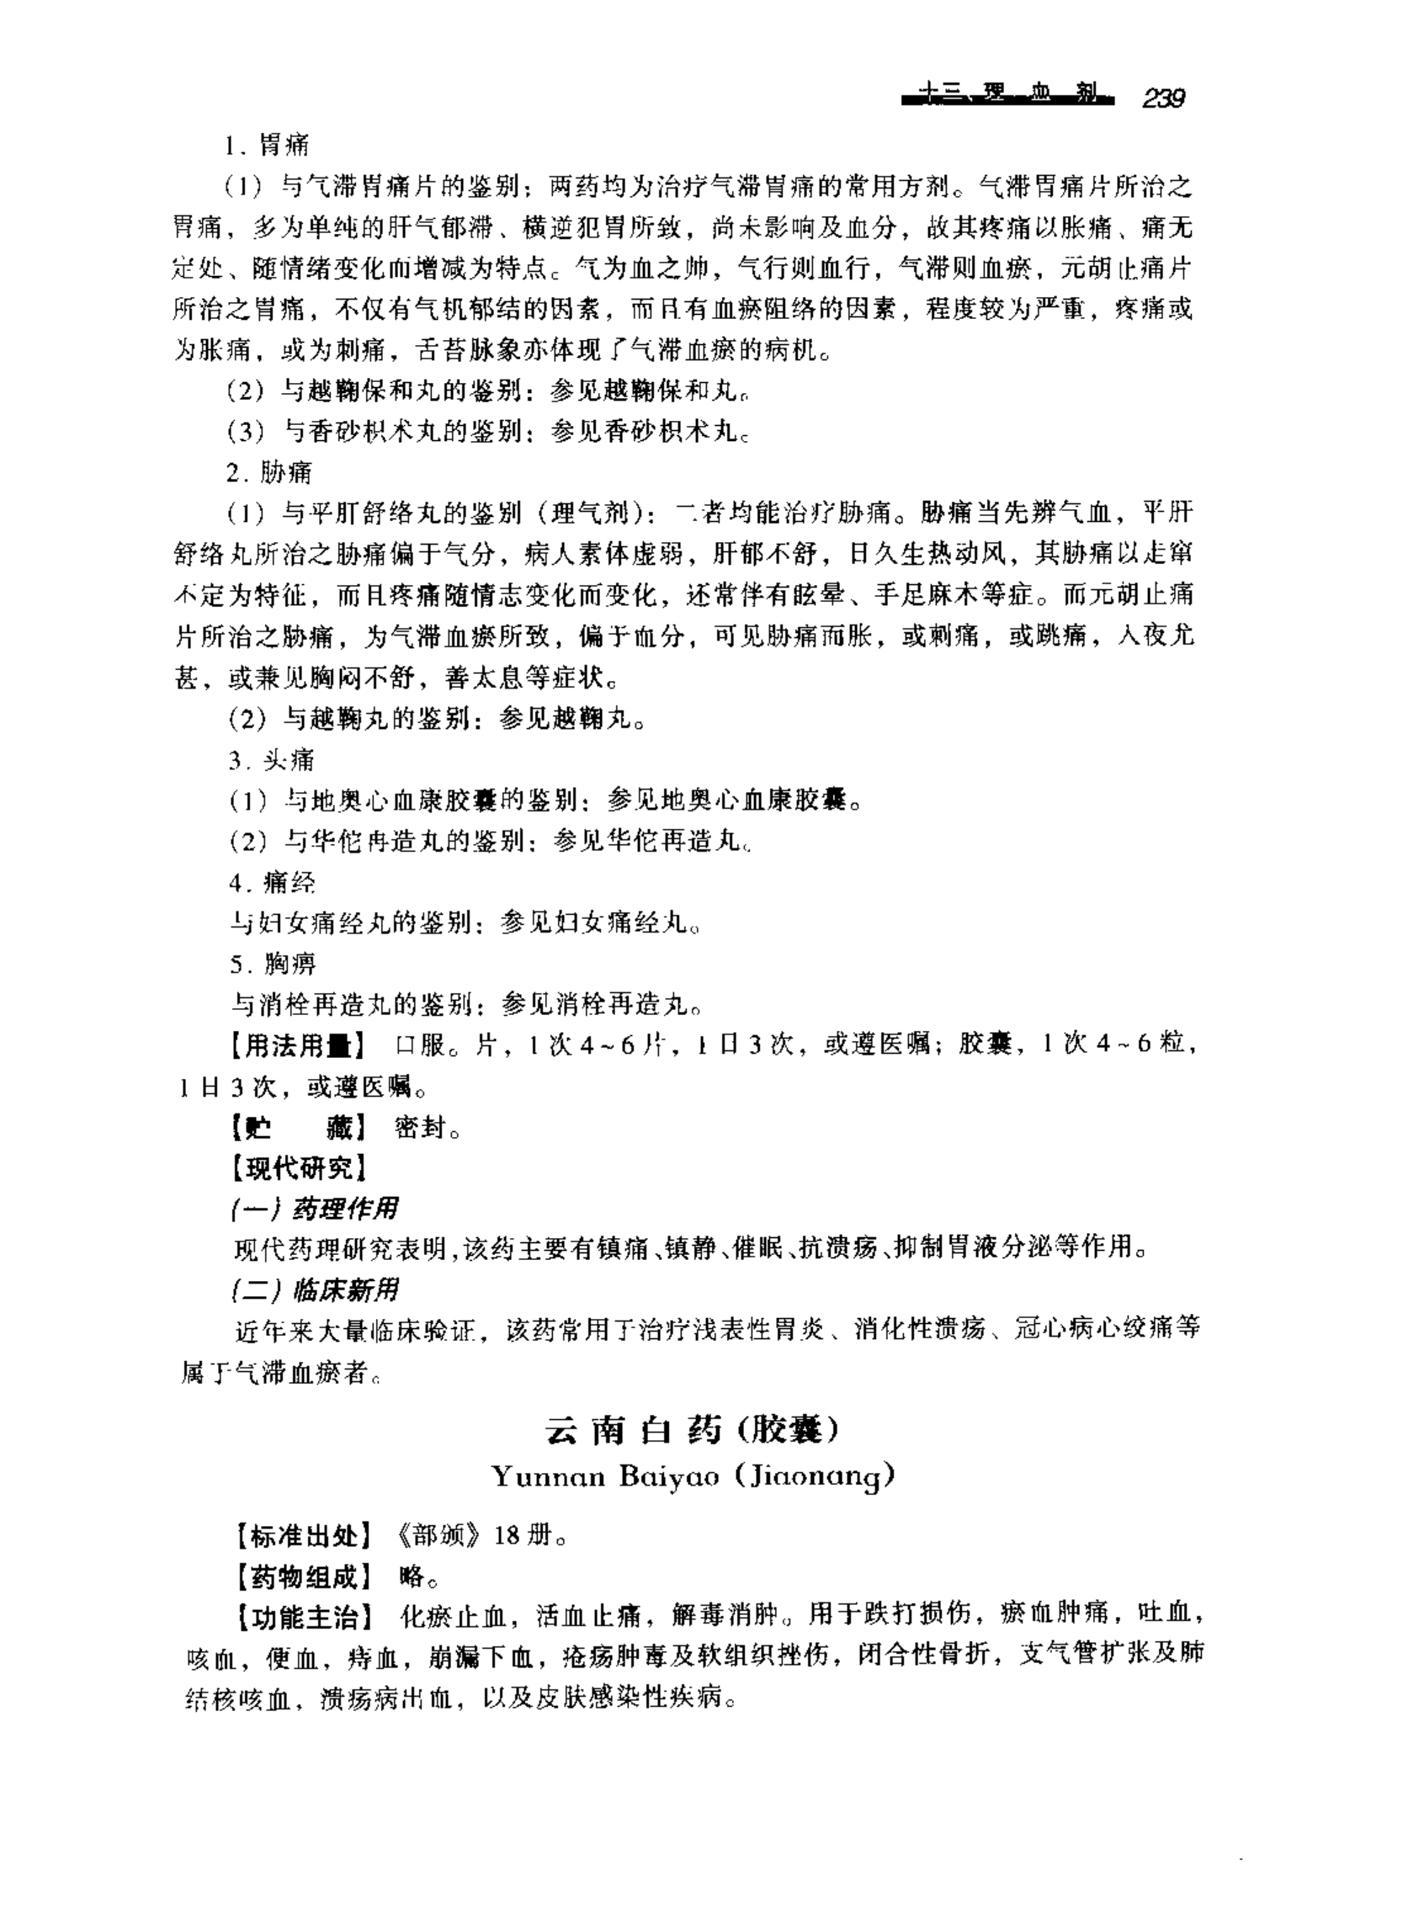 十三、理血剂 239
1. 胃痛
(1) 与气滞胃痛片的鉴别：两药均为治疗气滞胃痛的常用方剂。气滞胃痛片所治之
胃痛，多为单纯的肝气郁滞、横逆犯胃所致，尚未影响及血分，故其疼痛以胀痛、痛无
定处、随情绪变化而增减为特点。气为血之帅，气行则血行，气滞则血瘀，元胡止痛片
所治之胃痛，不仅有气机郁结的因素，而且有血瘀阻络的因素，程度较为严重，疼痛或
为胀痛，或为刺痛，舌苔脉象亦体现了气滞血瘀的病机。
(2) 与越鞠保和丸的鉴别：参见越鞠保和丸。
(3) 与香砂枳术丸的鉴别：参见香砂枳术丸。
2. 胁痛
(1) 与平肝舒络丸的鉴别（理气剂）：二者均能治疗胁痛。胁痛当先辨气血，平肝
舒络丸所治之胁痛偏于气分，病人素体虚弱，肝郁不舒，日久生热动风，其胁痛以走窜
不定为特征，而且疼痛随情志变化而变化，还常伴有眩晕、手足麻木等症。而元胡止痛
片所治之胁痛，为气滞血瘀所致，偏于血分，可见胁痛而胀，或刺痛，或跳痛，入夜尤
甚，或兼见胸闷不舒，善太息等症状。
(2) 与越鞠丸的鉴别：参见越鞠丸。
3. 头痛
(1) 与地奥心血康胶囊的鉴别：参见地奥心血康胶囊。
(2) 与华佗再造丸的鉴别：参见华佗再造丸。
4. 痛经
与妇女痛经丸的鉴别：参见妇女痛经丸。
5. 胸痹
与消栓再造丸的鉴别：参见消栓再造丸。
【用法用量】 口服。片，1次4~6片，1日3次，或遵医嘱；胶囊，1次4~6粒，
1日3次，或遵医嘱。
【贮　　藏】 密封。
【现代研究】
(一) 药理作用
现代药理研究表明,该药主要有镇痛、镇静、催眠、抗溃疡、抑制胃液分泌等作用。
(二) 临床新用
近年来大量临床验证，该药常用于治疗浅表性胃炎、消化性溃疡、冠心病心绞痛等
属于气滞血瘀者。
云南白药（胶囊）
Yunnan Baiyao (Jiaonang)
【标准出处】 《部颁》18册。
【药物组成】 略。
【功能主治】 化瘀止血，活血止痛，解毒消肿。用于跌打损伤，瘀血肿痛，吐血，
咳血，便血，痔血，崩漏下血，疮疡肿毒及软组织挫伤，闭合性骨折，支气管扩张及肺
结核咳血，溃疡病出血，以及皮肤感染性疾病。